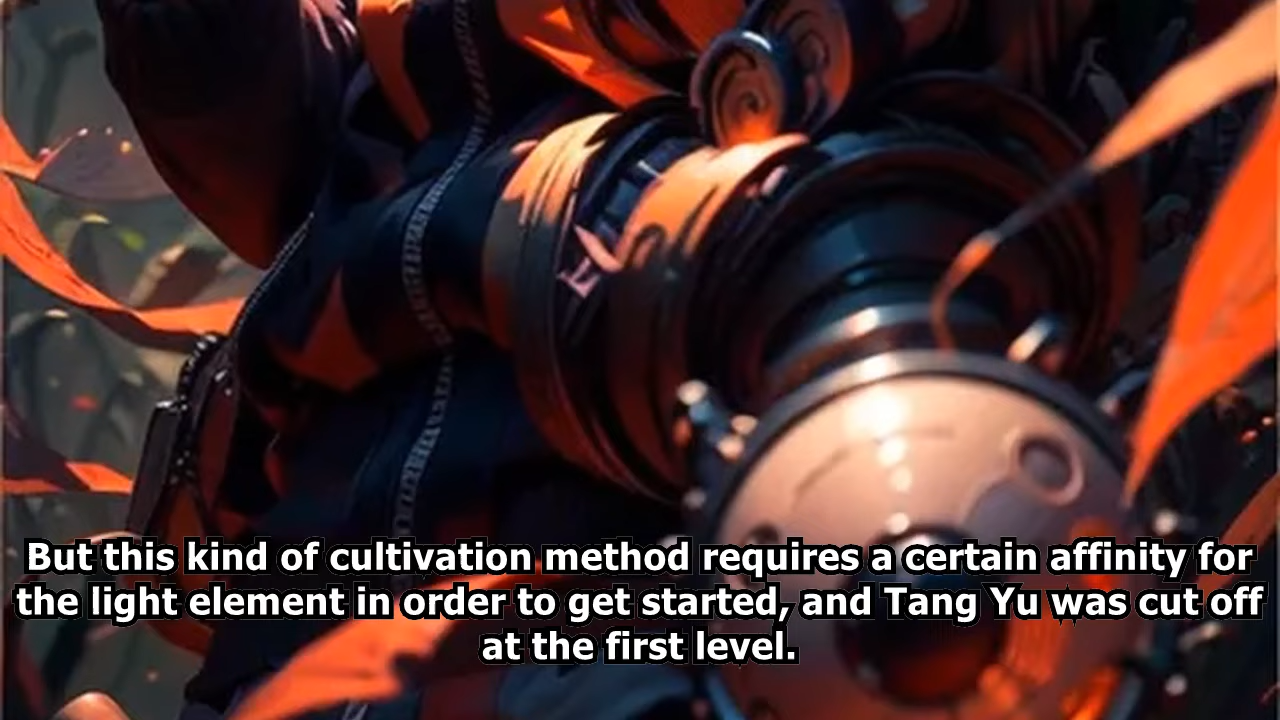 But this kind of cultivation method requires a certain affinity for
the light element in order to get started, and Tang Yu was cut off
at the first level.